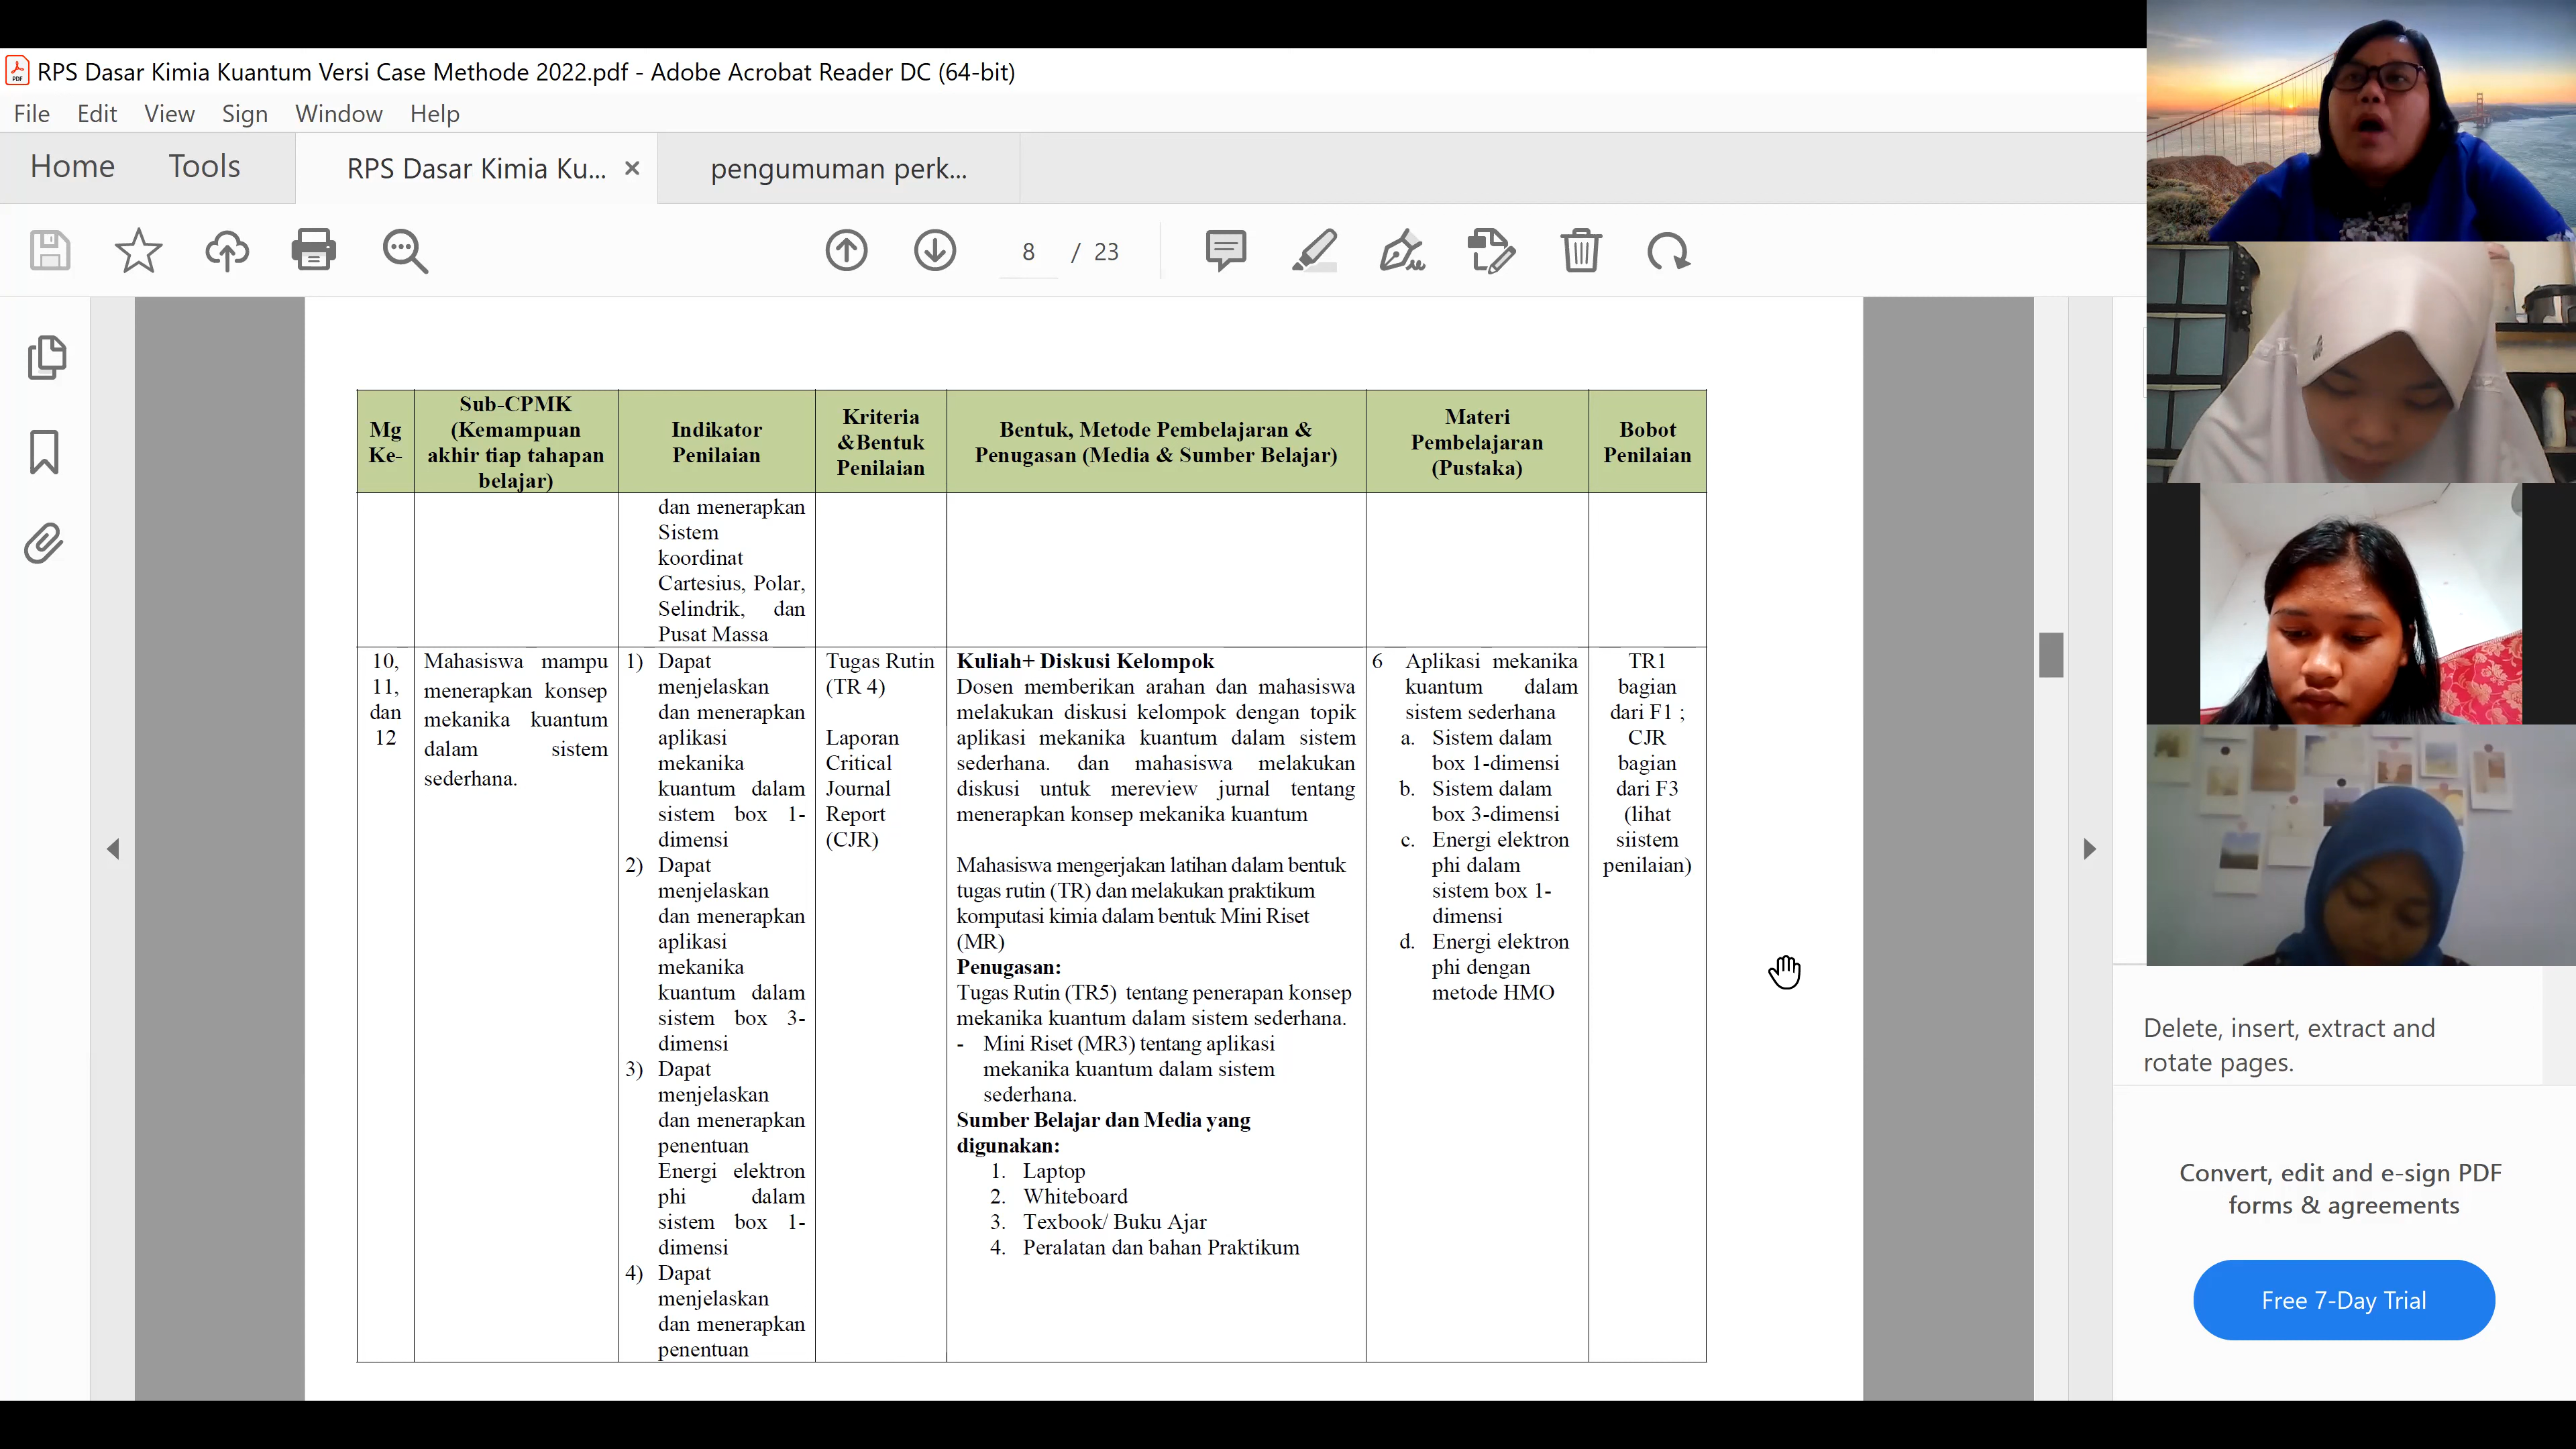 RPS Dasar Kimia Kuantum Versi Case Methode 2022.pdf - Adobe Acrobat Reader DC (64-bit)
File Edit View Sign Window Help
Home Tools RPS Dasar Kimia Ku... pengumuman perk...
8 / 23
Mg
Ke-
Sub-CPMK
(Kemampuan
akhir tiap tahapan
belajar)
Indikator
Penilaian
Kriteria
&Bentuk
Penilaian
Bentuk, Metode Pembelajaran &
Penugasan (Media & Sumber Belajar)
Materi
Pembelajaran
(Pustaka)
Bobot
Penilaian
dan menerapkan
Sistem
koordinat
Cartesius, Polar,
Selindrik, dan
Pusat Massa
10,
11,
dan
12
Mahasiswa mampu
menerapkan konsep
mekanika kuantum
dalam sistem
sederhana.
1) Dapat
menjelaskan
dan menerapkan
aplikasi
mekanika
kuantum dalam
sistem box 1-
dimensi
2) Dapat
menjelaskan
dan menerapkan
aplikasi
mekanika
kuantum dalam
sistem box 3-
dimensi
3) Dapat
menjelaskan
dan menerapkan
penentuan
Energi elektron
phi dalam
sistem box 1-
dimensi
4) Dapat
menjelaskan
dan menerapkan
penentuan
Tugas Rutin
(TR 4)
Laporan
Critical
Journal
Report
(CJR)
Kuliah+ Diskusi Kelompok
Dosen memberikan arahan dan mahasiswa
melakukan diskusi kelompok dengan topik
aplikasi mekanika kuantum dalam sistem
sederhana. dan mahasiswa melakukan
diskusi untuk mereview jurnal tentang
menerapkan konsep mekanika kuantum
Mahasiswa mengerjakan latihan dalam bentuk
tugas rutin (TR) dan melakukan praktikum
komputasi kimia dalam bentuk Mini Riset
(MR)
Penugasan:
Tugas Rutin (TR5) tentang penerapan konsep
mekanika kuantum dalam sistem sederhana.
- Mini Riset (MR3) tentang aplikasi
mekanika kuantum dalam sistem
sederhana.
Sumber Belajar dan Media yang
digunakan:
1. Laptop
2. Whiteboard
3. Texbook/ Buku Ajar
4. Peralatan dan bahan Praktikum
6 Aplikasi mekanika
kuantum dalam
sistem sederhana
a. Sistem dalam
box 1-dimensi
b. Sistem dalam
box 3-dimensi
c. Energi elektron
phi dalam
sistem box 1-
dimensi
d. Energi elektron
phi dengan
metode HMO
TR1
bagian
dari F1 ;
CJR
bagian
dari F3
(lihat
siistem
penilaian)
Delete, insert, extract and
rotate pages.
Convert, edit and e-sign PDF
forms & agreements
Free 7-Day Trial